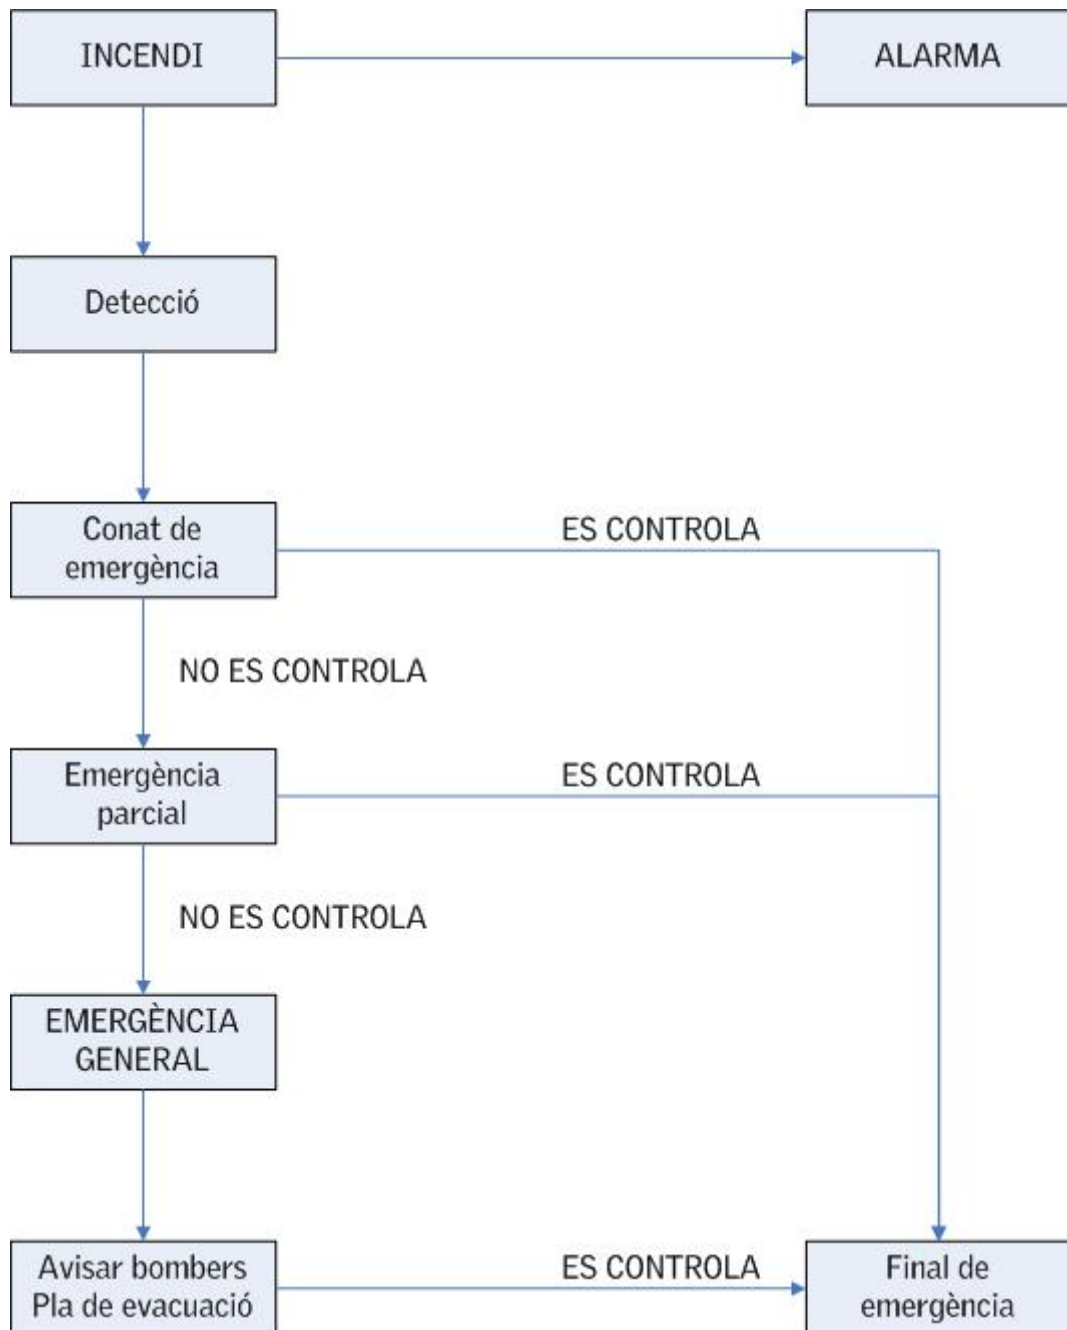 INCENDI
ALARMA
Detecció
Conat de
emergència
ES CONTROLA
NO ES CONTROLA
Emergència
parcial
ES CONTROLA
NO ES CONTROLA
EMERGÈNCIA
GENERAL
Avisar bombers
Pla de evacuació
ES CONTROLA
Final de
emergència